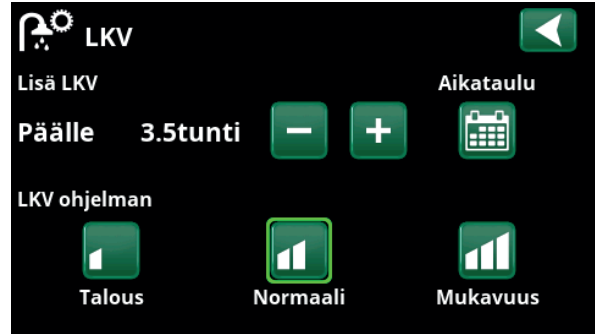 LKV
Lisä LKV Aikataulu
Päälle 3.5tunti − +
LKV ohjelman
Talous Normaali Mukavuus